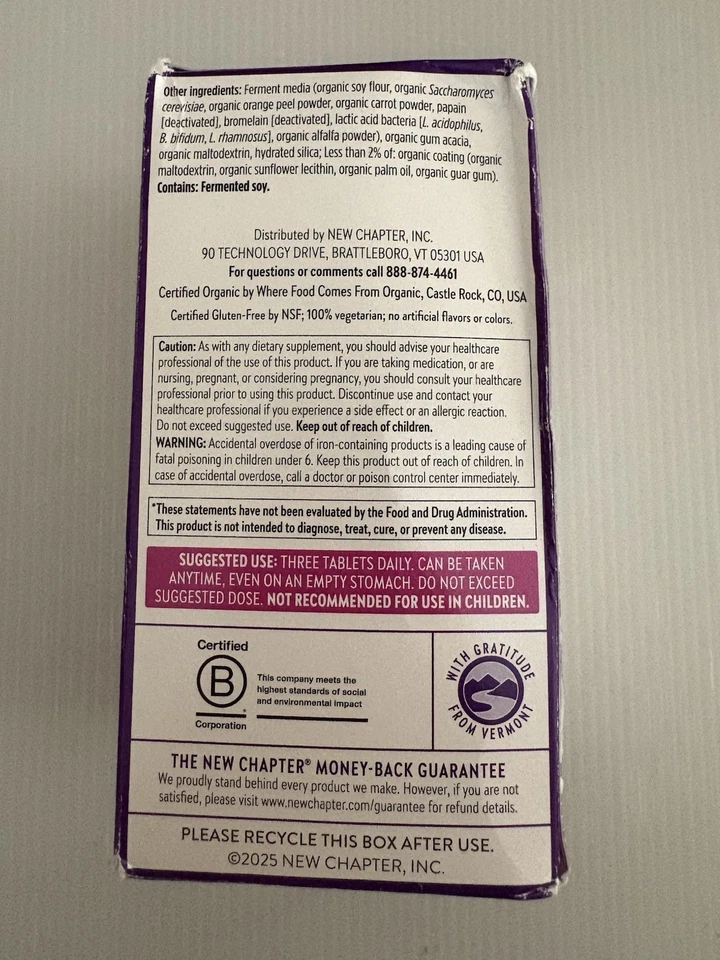 Other ingredients: Ferment media (organic soy flour, organic Saccharomyces
cerevisiae, organic orange peel powder, organic carrot powder, papain
[deactivated], bromelain [deactivated], lactic acid bacteria [L. acidophilus,
B. bifidum, L. rhamnosus], organic alfalfa powder), organic gum acacia,
organic maltodextrin, hydrated silica; Less than 2% of: organic coating (organic
maltodextrin, organic sunflower lecithin, organic palm oil, organic guar gum).
Contains: Fermented soy.
Distributed by NEW CHAPTER, INC.
90 TECHNOLOGY DRIVE, BRATTLEBORO, VT 05301 USA
For questions or comments call 888-874-4461
Certified Organic by Where Food Comes From Organic, Castle Rock, CO, USA
Certified Gluten-Free by NSF; 100% vegetarian; no artificial flavors or colors.
Caution: As with any dietary supplement, you should advise your healthcare
professional of the use of this product. If you are taking medication, or are
nursing, pregnant, or considering pregnancy, you should consult your healthcare
professional prior to using this product. Discontinue use and contact your
healthcare professional if you experience a side effect or an allergic reaction.
Do not exceed suggested use. Keep out of reach of children.
WARNING: Accidental overdose of iron-containing products is a leading cause of
fatal poisoning in children under 6. Keep this product out of reach of children. In
case of accidental overdose, call a doctor or poison control center immediately.
*These statements have not been evaluated by the Food and Drug Administration.
This product is not intended to diagnose, treat, cure, or prevent any disease.
SUGGESTED USE: THREE TABLETS DAILY. CAN BE TAKEN
ANYTIME, EVEN ON AN EMPTY STOMACH. DO NOT EXCEED
SUGGESTED DOSE. NOT RECOMMENDED FOR USE IN CHILDREN.
Certified
B
Corporation
This company meets the
highest standards of social
and environmental impact
WITH GRATITUDE
FROM VERMONT
THE NEW CHAPTER® MONEY-BACK GUARANTEE
We proudly stand behind every product we make. However, if you are not
satisfied, please visit www.newchapter.com/guarantee for refund details.
PLEASE RECYCLE THIS BOX AFTER USE.
©2025 NEW CHAPTER, INC.